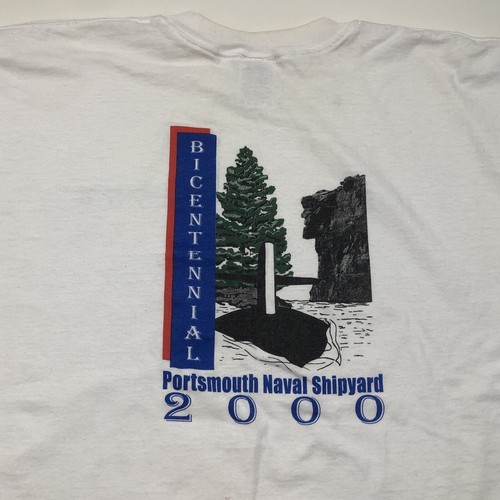 BICENTENNIAL
Portsmouth Naval Shipyard
2000